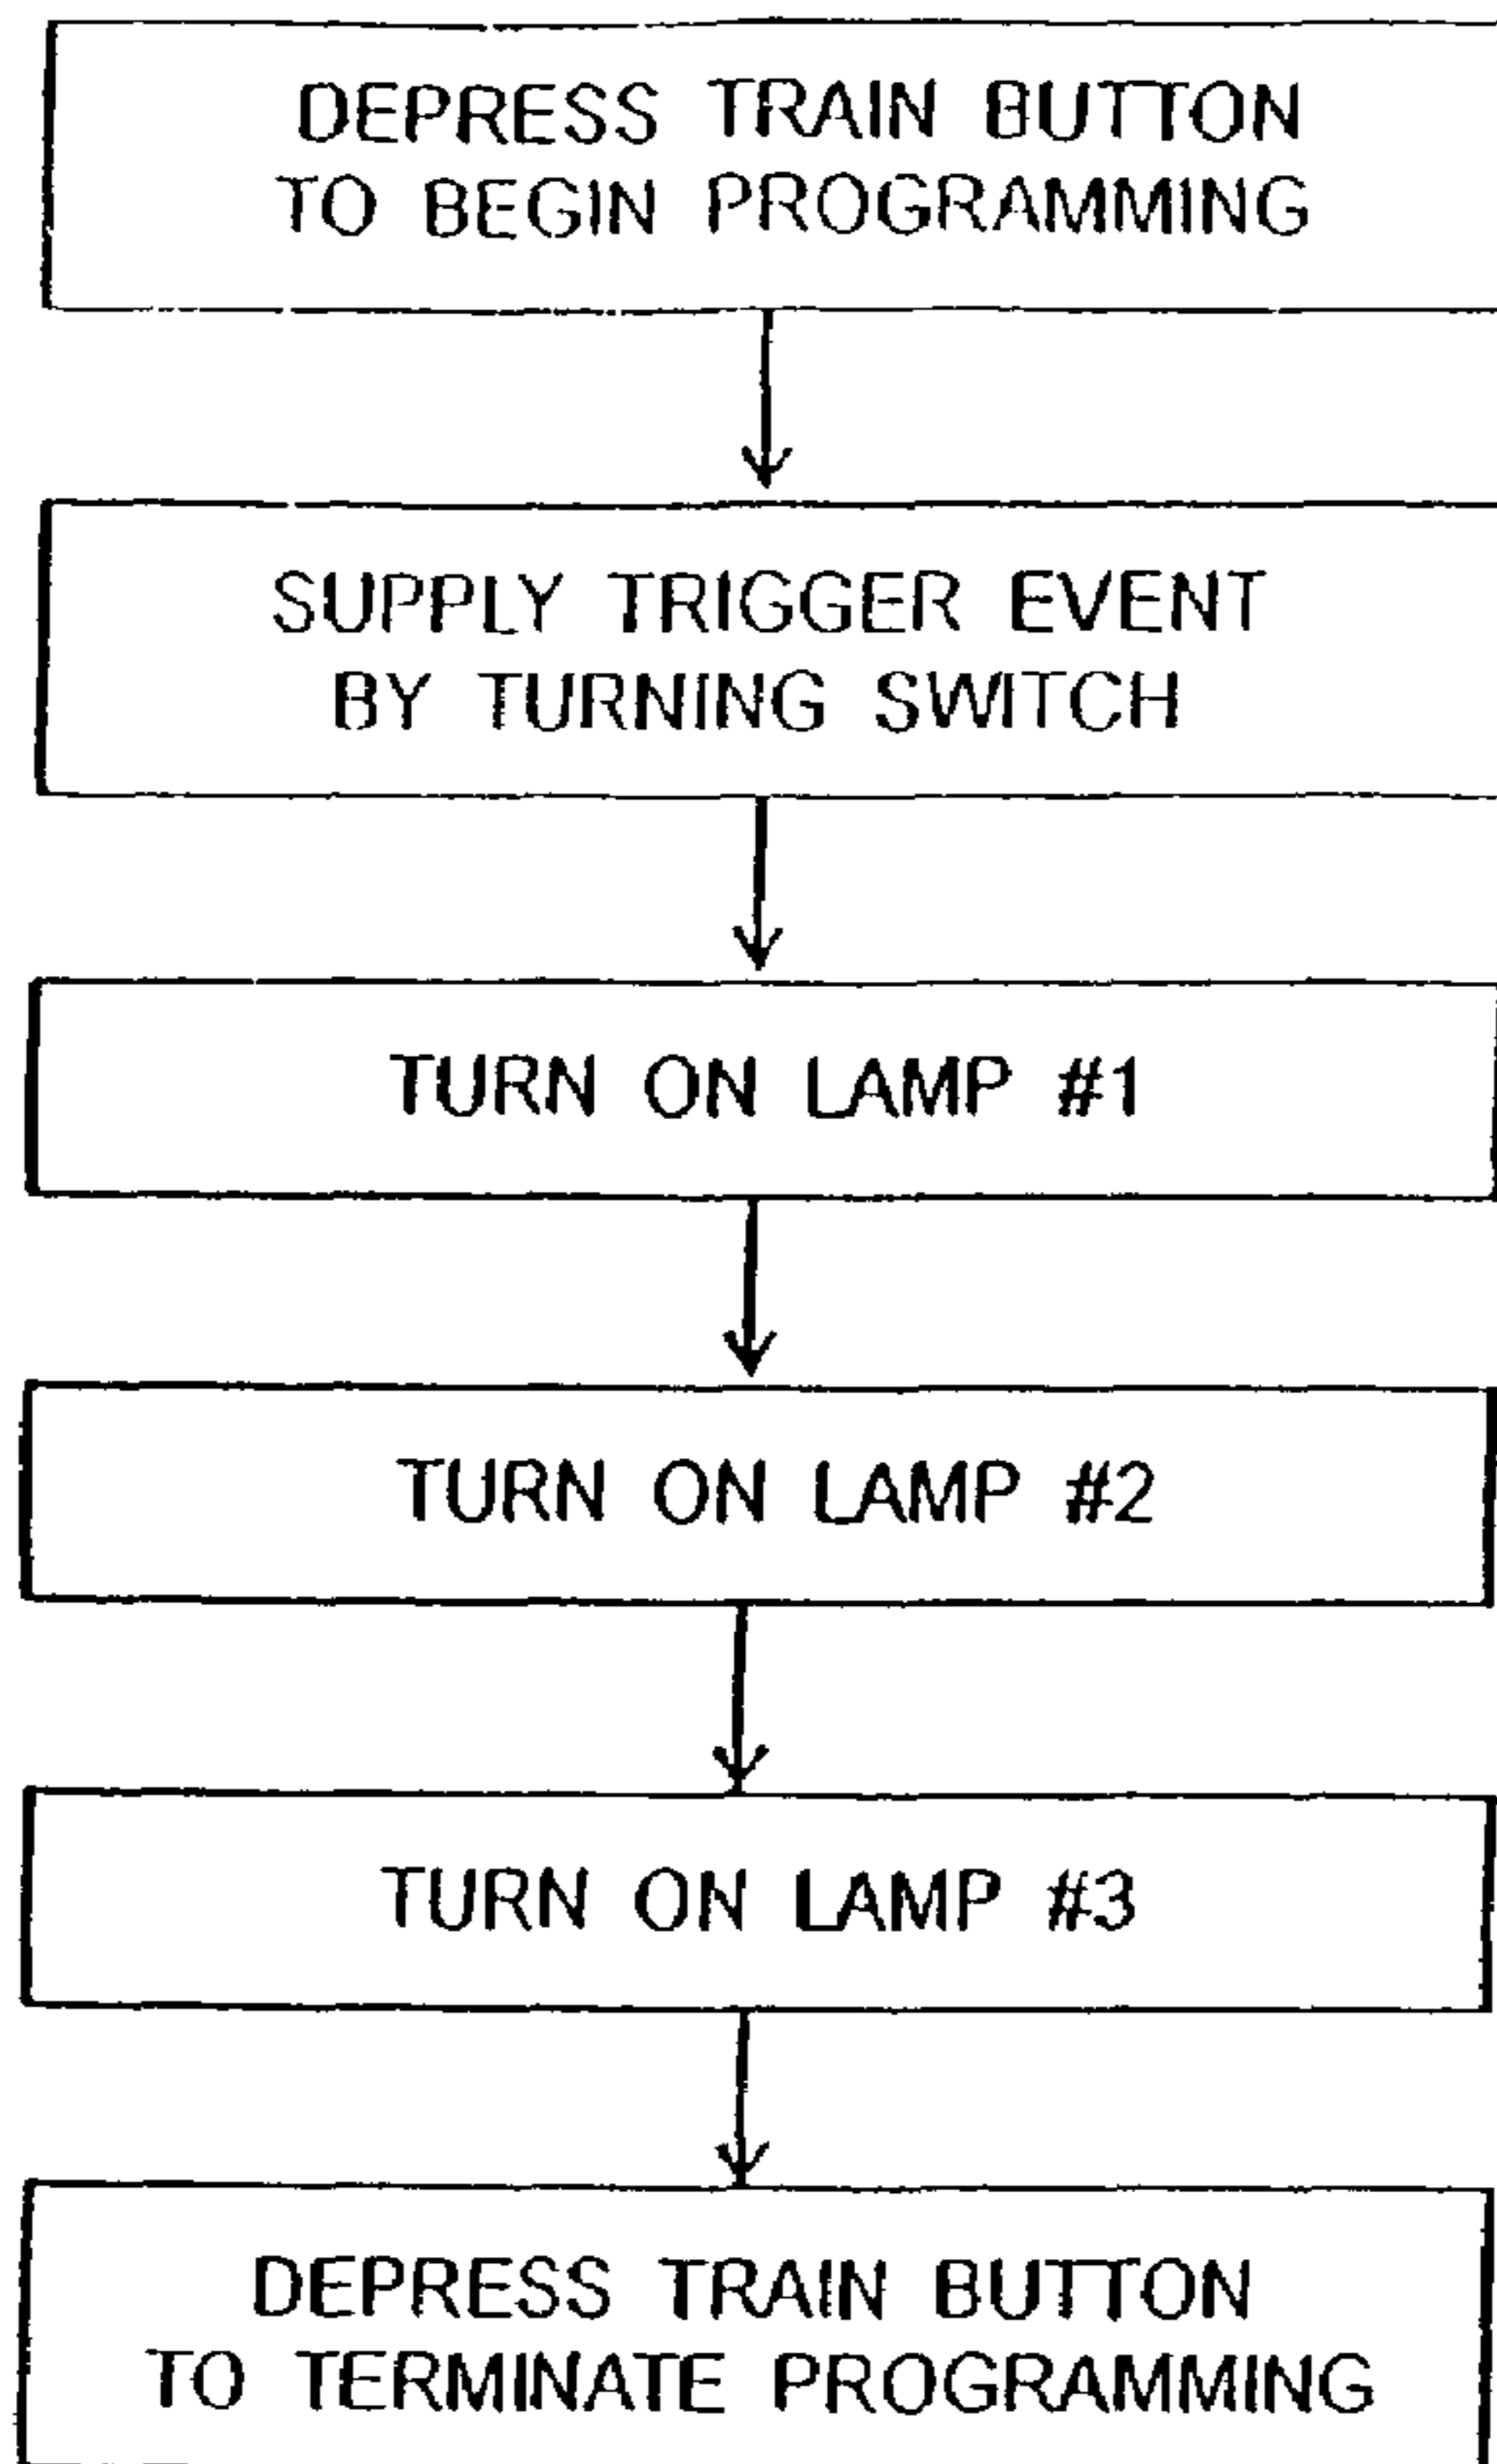 DEPRESS TRAIN BUTTON
TO BEGIN PROGRAMMING
SUPPLY TRIGGER EVENT
BY TURNING SWITCH
TURN ON LAMP #1
TURN ON LAMP #2
TURN ON LAMP #3
DEPRESS TRAIN BUTTON
TO TERMINATE PROGRAMMING